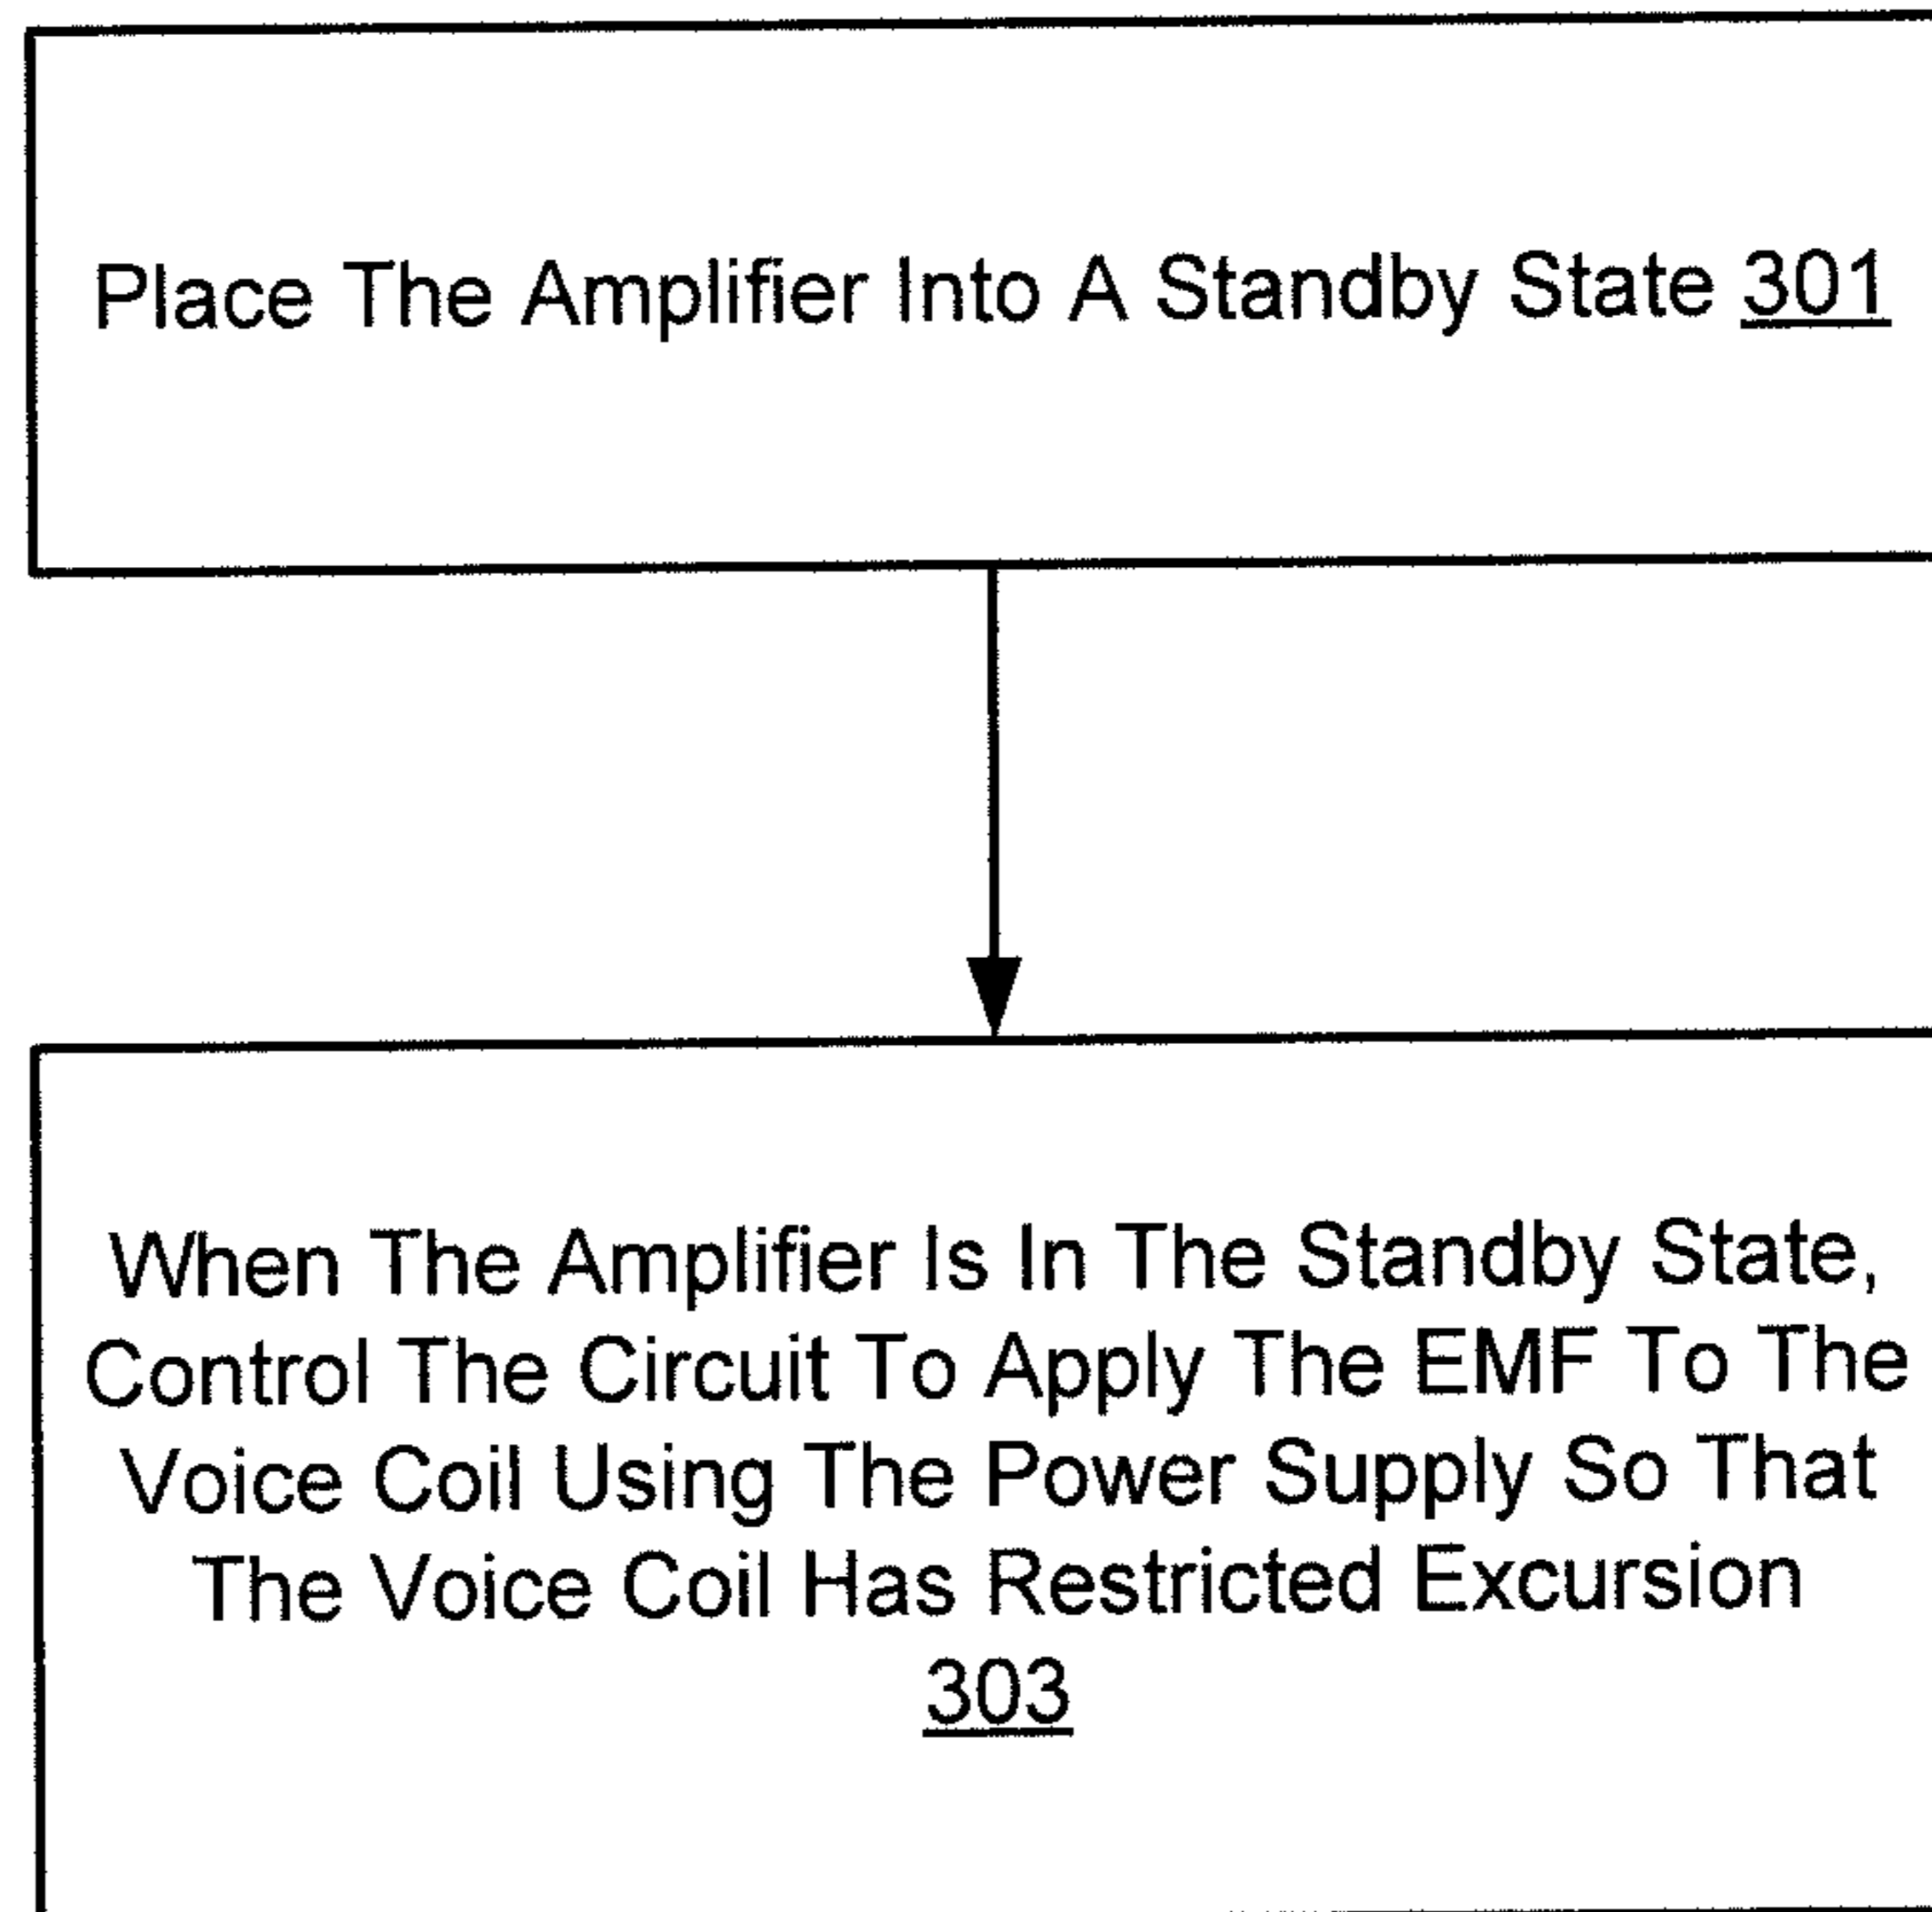 Place The Amplifier Into A Standby State 301
When The Amplifier Is In The Standby State,
Control The Circuit To Apply The EMF To The
Voice Coil Using The Power Supply So That
The Voice Coil Has Restricted Excursion
303